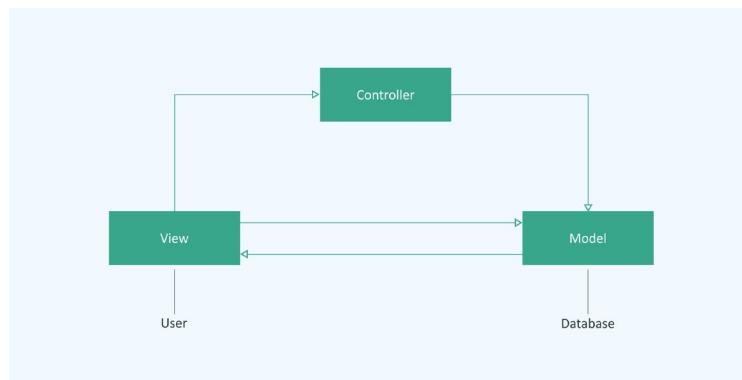 Controller
View
Model
User
Database